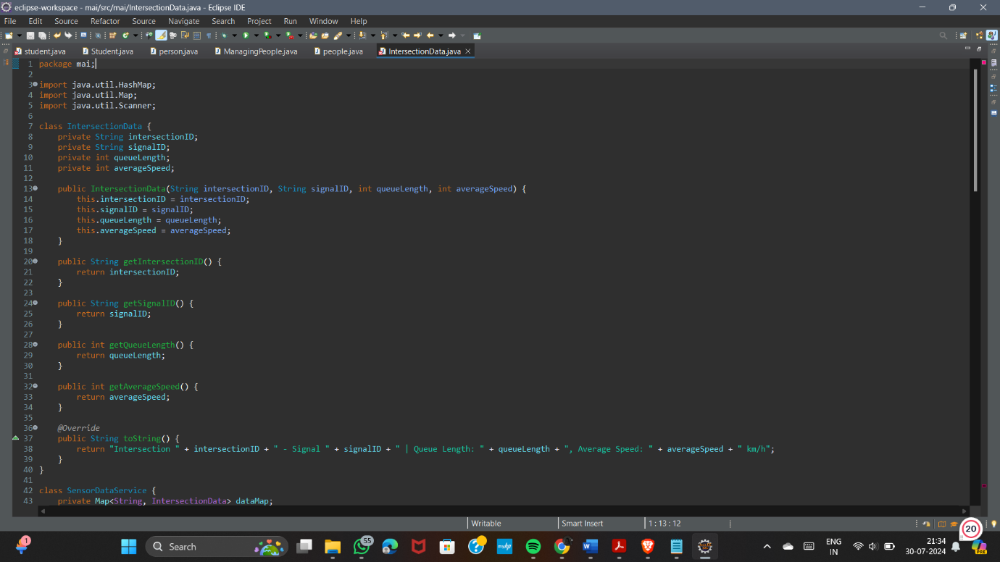 eclipse-workspace - mai/src/mai/IntersectionData.java - Eclipse IDE
File Edit Source Refactor Source Navigate Search Project Run Window Help
student.java Student.java person.java ManagingPeople.java people.java IntersectionData.java
1 package mai;
2
3 import java.util.HashMap;
4 import java.util.Map;
5 import java.util.Scanner;
6
7 class IntersectionData {
8 private String intersectionID;
9 private String signalID;
10 private int queueLength;
11 private int averageSpeed;
12
13 public IntersectionData(String intersectionID, String signalID, int queueLength, int averageSpeed) {
14 this.intersectionID = intersectionID;
15 this.signalID = signalID;
16 this.queueLength = queueLength;
17 this.averageSpeed = averageSpeed;
18 }
19
20 public String getIntersectionID() {
21 return intersectionID;
22 }
23
24 public String getSignalID() {
25 return signalID;
26 }
27
28 public int getQueueLength() {
29 return queueLength;
30 }
31
32 public int getAverageSpeed() {
33 return averageSpeed;
34 }
35
36 @Override
37 public String toString() {
38 return "Intersection " + intersectionID + " - Signal " + signalID + " | Queue Length: " + queueLength + ", Average Speed: " + averageSpeed + " km/h";
39 }
40 }
41
42 class SensorDataService {
43 private Map<String, IntersectionData> dataMap;
Writable Smart Insert 1 : 13 : 12
20
1 Search 55 myhp W ENG 21:34
IN 30-07-2024 PRE